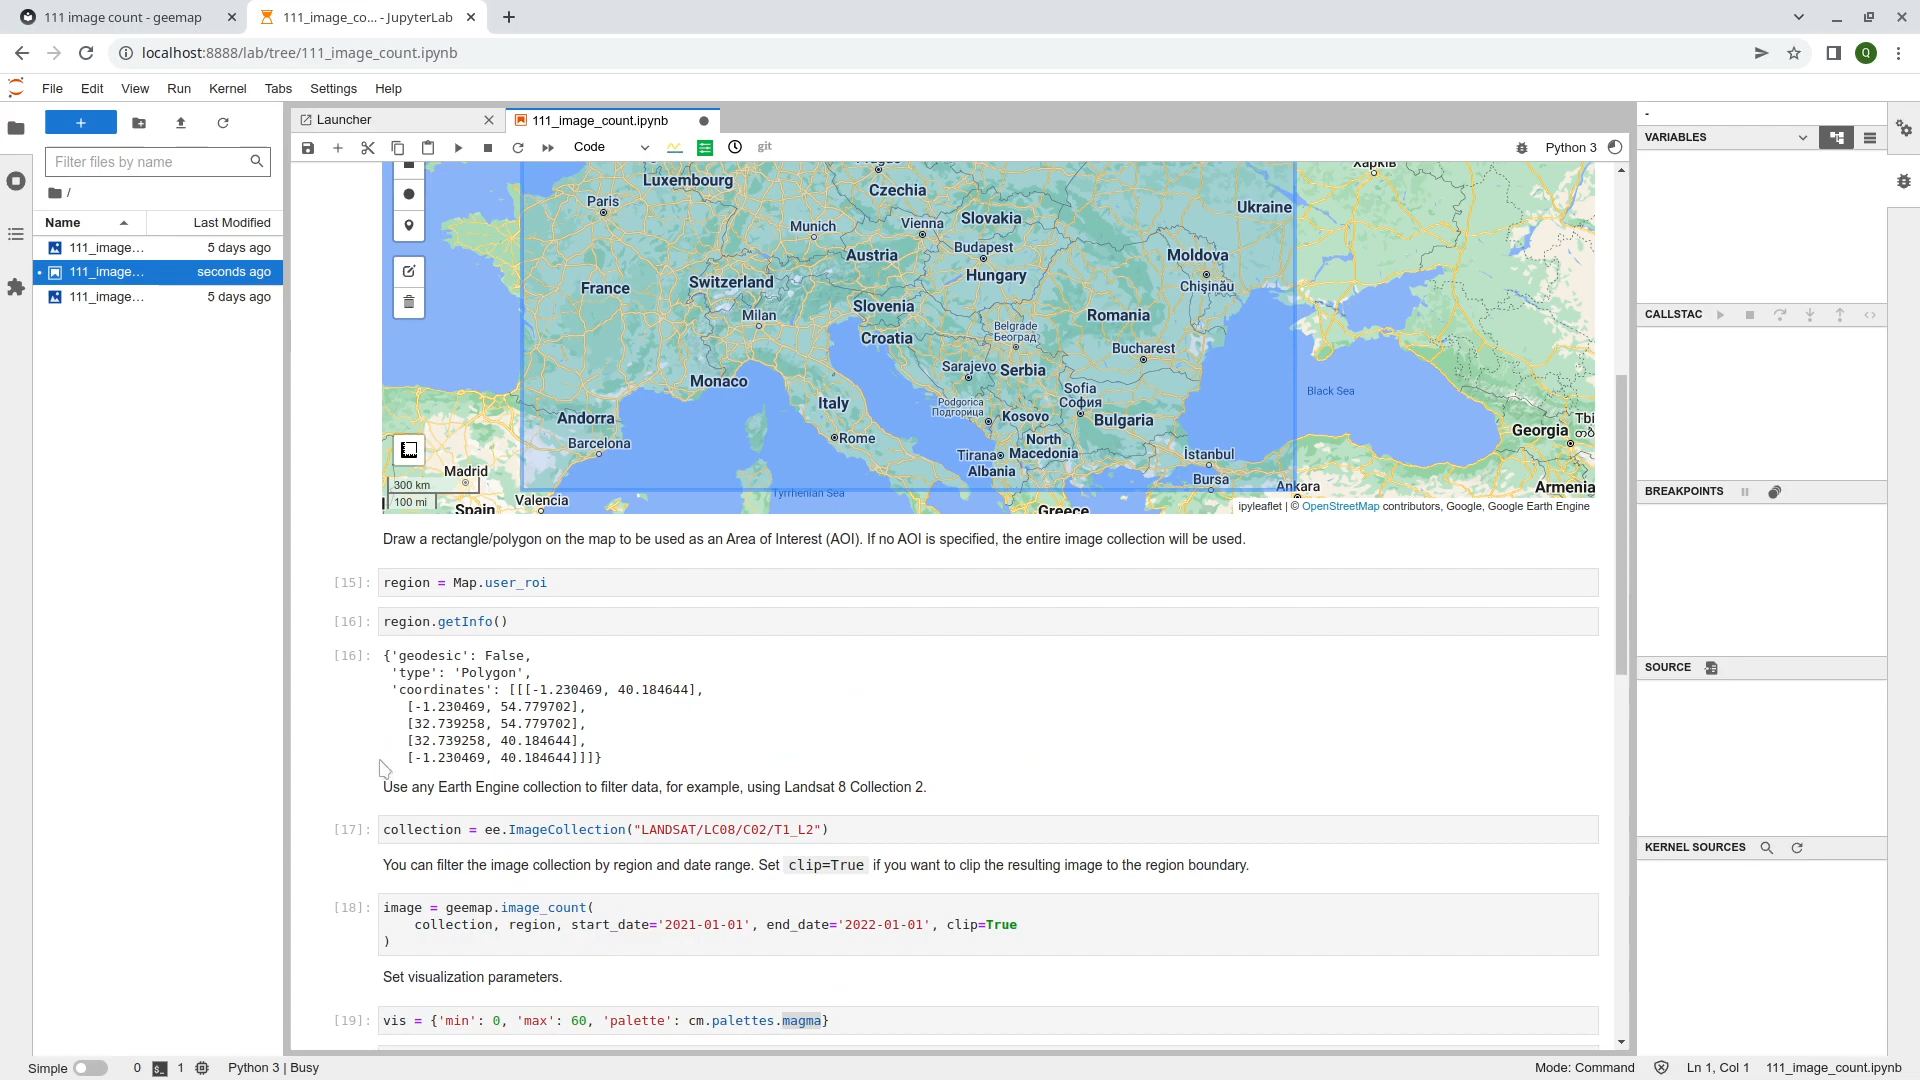 111 image count - geemap
111_image_co... - JupyterLab
localhost:8888/lab/tree/111_image_count.ipynb
Q
File Edit View Run Kernel Tabs Settings Help
Filter files by name
/
Name Last Modified
111_image... 5 days ago
111_image... seconds ago
111_image... 5 days ago
Launcher
111_image_count.ipynb
Code
git
Python 3
Luxembourg
Czechia
Харків
Paris
Munich
Vienna
Slovakia
Ukraine
Austria
Budapest
Moldova
France
Switzerland
Hungary
Chişinău
Milan
Slovenia
Romania
Croatia
Belgrade
Београд
Bucharest
Monaco
Sarajevo
Serbia
Black Sea
Italy
Sofia
София
Podgorica
Подгорица
Kosovo
Bulgaria
Andorra
Barcelona
Rome
North
Macedonia
Georgia
Tbi
თბ
Tirana
Albania
İstanbul
Madrid
Bursa
Ankara
Armenia
300 km
100 mi
Valencia
Tyrrhenian Sea
Spain
Greece
ipyleaflet | © OpenStreetMap contributors, Google, Google Earth Engine
Draw a rectangle/polygon on the map to be used as an Area of Interest (AOI). If no AOI is specified, the entire image collection will be used.
[15]: region = Map.user_roi
[16]: region.getInfo()
[16]: {'geodesic': False,
'type': 'Polygon',
'coordinates': [[[-1.230469, 40.184644],
[-1.230469, 54.779702],
[32.739258, 54.779702],
[32.739258, 40.184644],
[-1.230469, 40.184644]]]}
Use any Earth Engine collection to filter data, for example, using Landsat 8 Collection 2.
[17]: collection = ee.ImageCollection("LANDSAT/LC08/C02/T1_L2")
You can filter the image collection by region and date range. Set clip=True if you want to clip the resulting image to the region boundary.
[18]: image = geemap.image_count(
collection, region, start_date='2021-01-01', end_date='2022-01-01', clip=True
)
Set visualization parameters.
[19]: vis = {'min': 0, 'max': 60, 'palette': cm.palettes.magma}
-
VARIABLES
CALLSTAC
BREAKPOINTS
SOURCE
KERNEL SOURCES
Simple 0 1 Python 3 | Busy
Mode: Command Ln 1, Col 1 111_image_count.ipynb